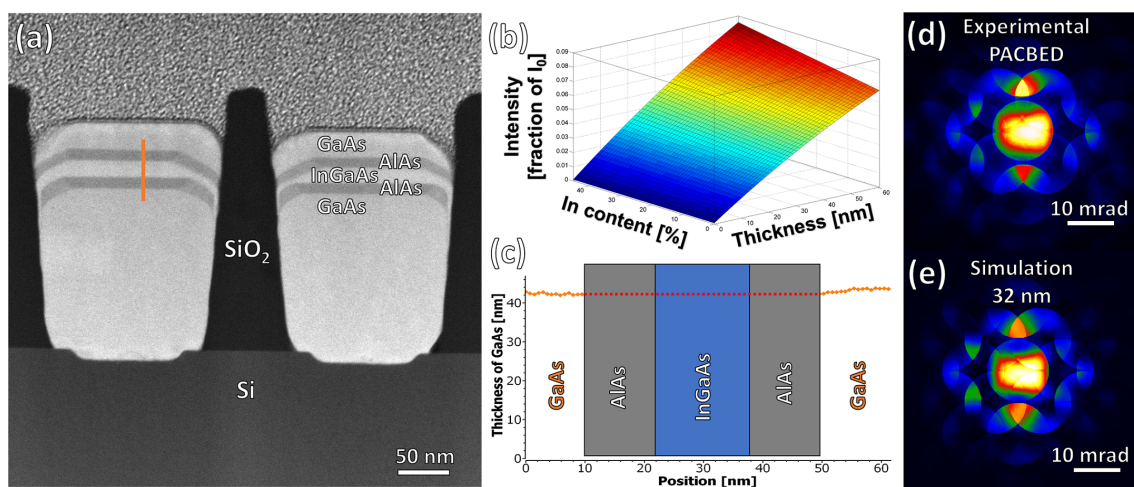 (a)
GaAs
AlAs
InGaAs
AlAs
GaAs
SiO2
Si
50 nm
(b)
Intensity
[fraction of I0]
0.09
0.08
0.07
0.06
0.05
0.04
0.03
0.02
0.01
0
40
30
20
10
0
In content [%]
0
10
20
30
40
50
60
Thickness [nm]
(c)
Thickness of GaAs [nm]
40
30
20
10
0
GaAs
AlAs
InGaAs
AlAs
GaAs
0
10
20
30
40
50
60
Position [nm]
(d)
Experimental
PACBED
10 mrad
(e)
Simulation
32 nm
10 mrad